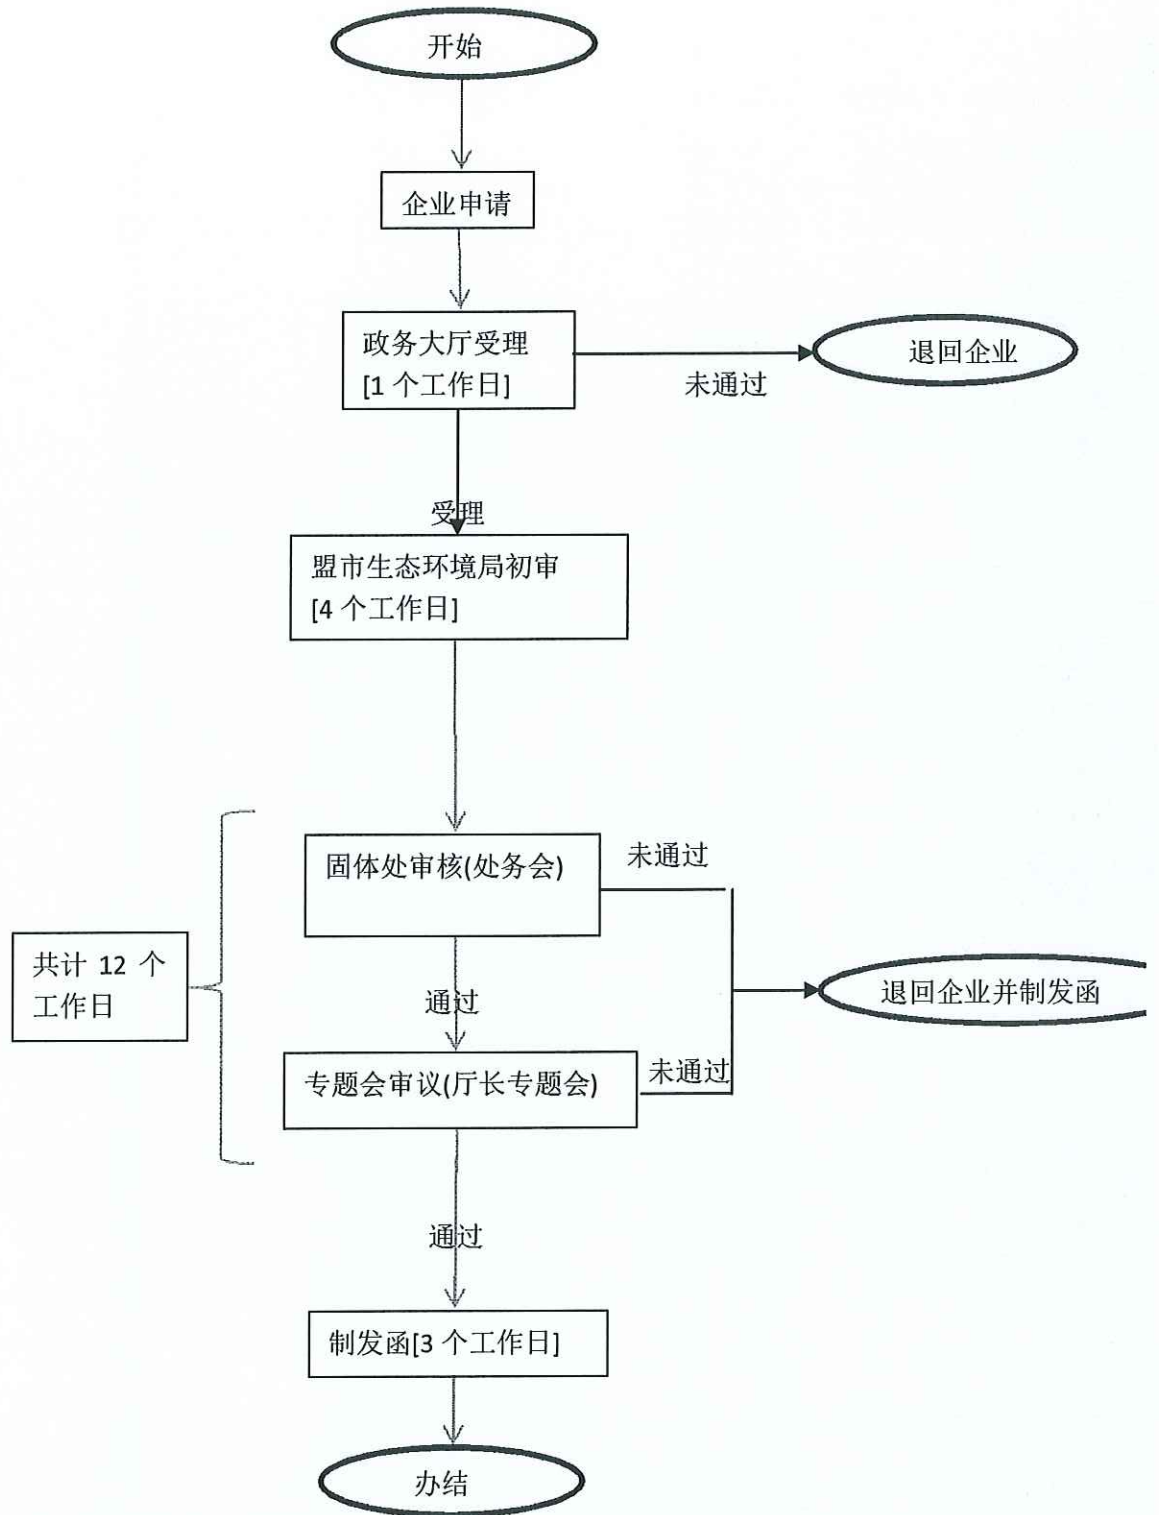 开始
企业申请
政务大厅受理
[1 个工作日]
退回企业
未通过
受理
盟市生态环境局初审
[4 个工作日]
固体处审核(处务会)
未通过
共计 12 个
工作日
通过
退回企业并制发函
专题会审议(厅长专题会)
未通过
通过
制发函[3 个工作日]
办结